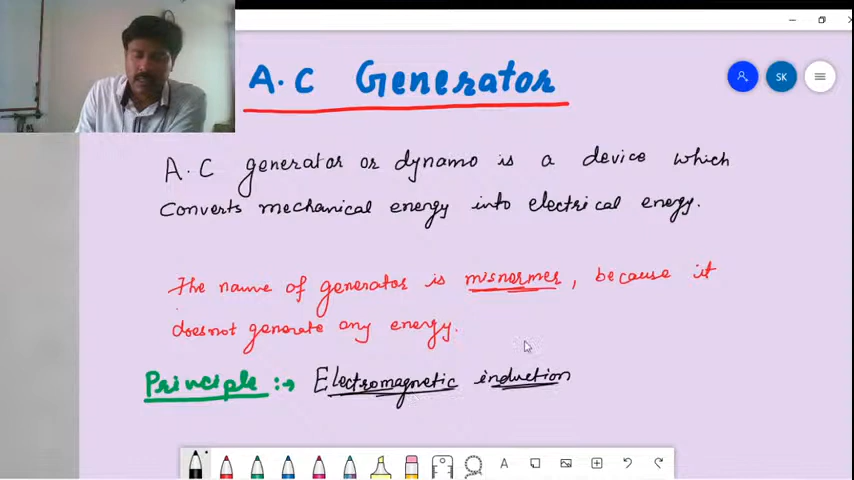 A.C Generator
SK
A.C generator or dynamo is a device which
converts mechanical energy into electrical energy.
The name of generator is misnormer, because it
doesnot generate any energy.
Principle :→ Electromagnetic induction
A